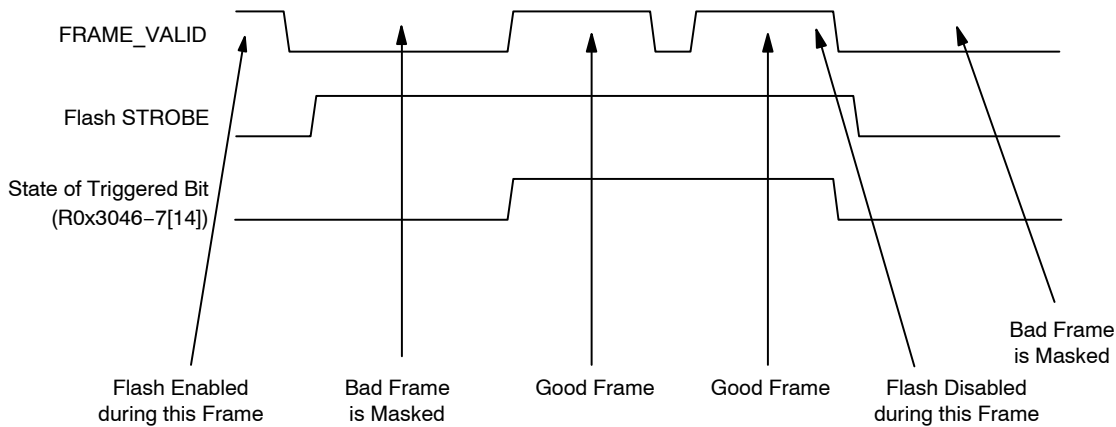 FRAME_VALID
Flash STROBE
State of Triggered Bit
(R0x3046−7[14])
Bad Frame
is Masked
Flash Enabled
during this Frame
Bad Frame
is Masked
Good Frame
Good Frame
Flash Disabled
during this Frame